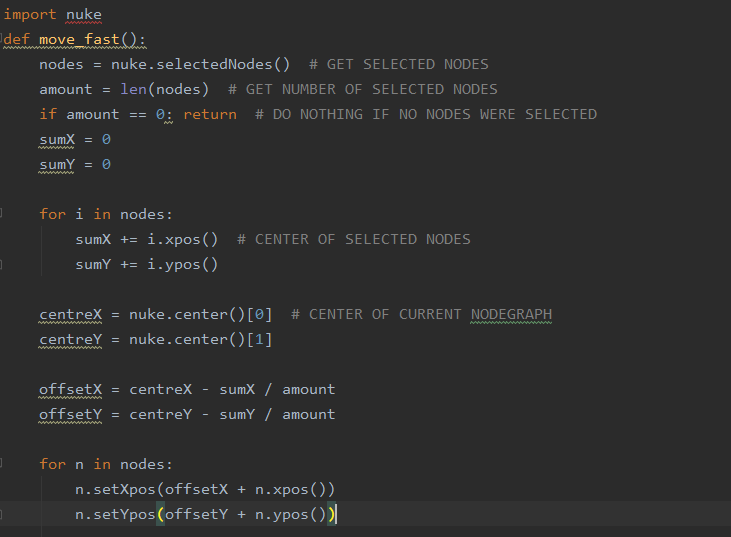 import nuke
def move_fast():
    nodes = nuke.selectedNodes()  # GET SELECTED NODES
    amount = len(nodes)  # GET NUMBER OF SELECTED NODES
    if amount == 0: return  # DO NOTHING IF NO NODES WERE SELECTED
    sumX = 0
    sumY = 0

    for i in nodes:
        sumX += i.xpos()  # CENTER OF SELECTED NODES
        sumY += i.ypos()

    centreX = nuke.center()[0]  # CENTER OF CURRENT NODEGRAPH
    centreY = nuke.center()[1]

    offsetX = centreX - sumX / amount
    offsetY = centreY - sumY / amount

    for n in nodes:
        n.setXpos(offsetX + n.xpos())
        n.setYpos(offsetY + n.ypos())